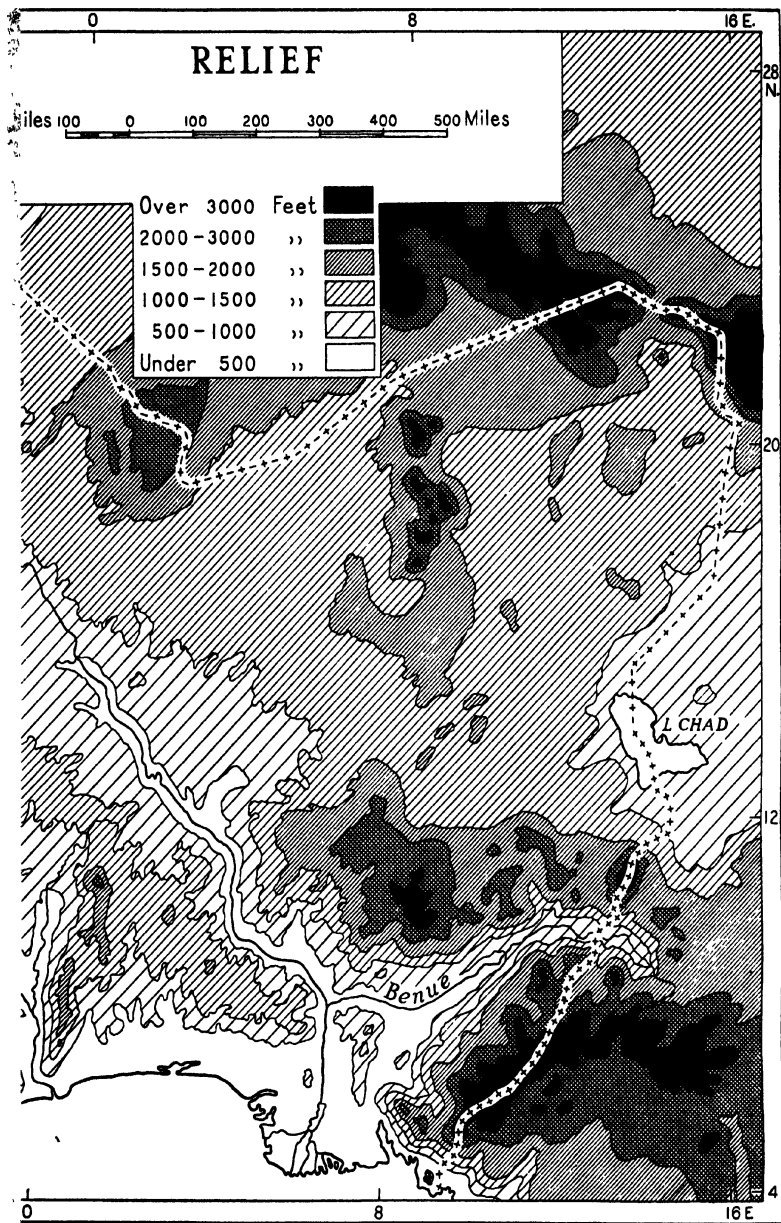 0 8 16 E.
RELIEF
28
N.
iles 100 0 100 200 300 400 500 Miles
Over 3000 Feet
2000-3000 ,,
1500-2000 ,,
1000-1500 ,,
500-1000 ,,
Under 500 ,,
20
L CHAD
12
Benue
4
0 8 16 E